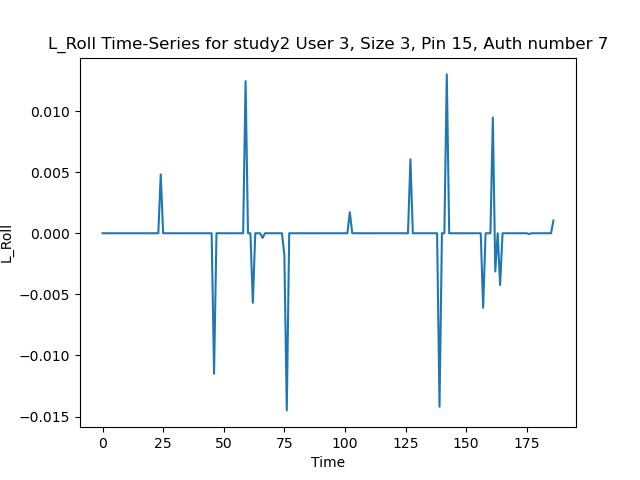 L_Roll Time-Series for study2 User 3, Size 3, Pin 15, Auth number 7
0.010
0.005
0.000
−0.005
−0.010
−0.015
L_Roll
0 25 50 75 100 125 150 175
Time